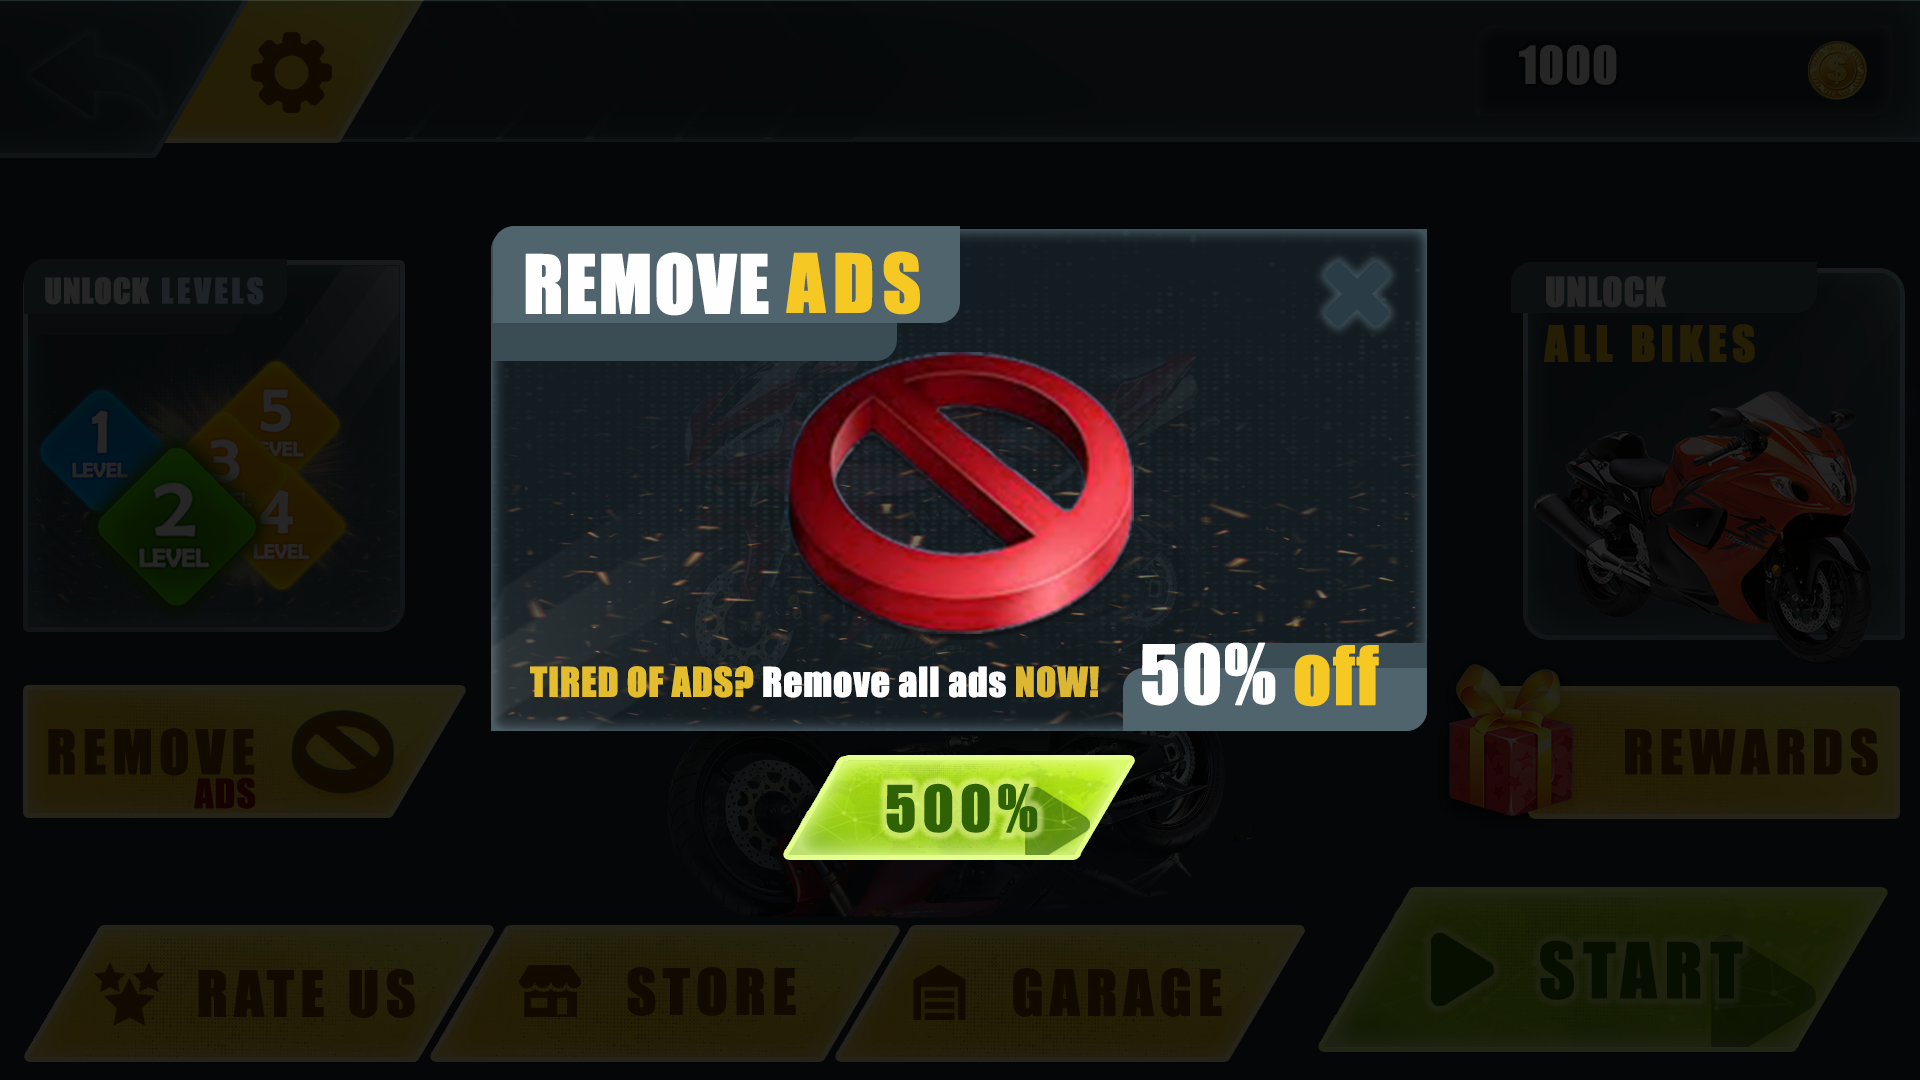 1000
UNLOCK LEVELS
1
LEVEL
5
3
2
LEVEL
4
LEVEL
REMOVE ADS
TIRED OF ADS? Remove all ads NOW!
50% off
500%
UNLOCK
ALL BIKES
REMOVE
ADS
REWARDS
RATE US
STORE
GARAGE
START